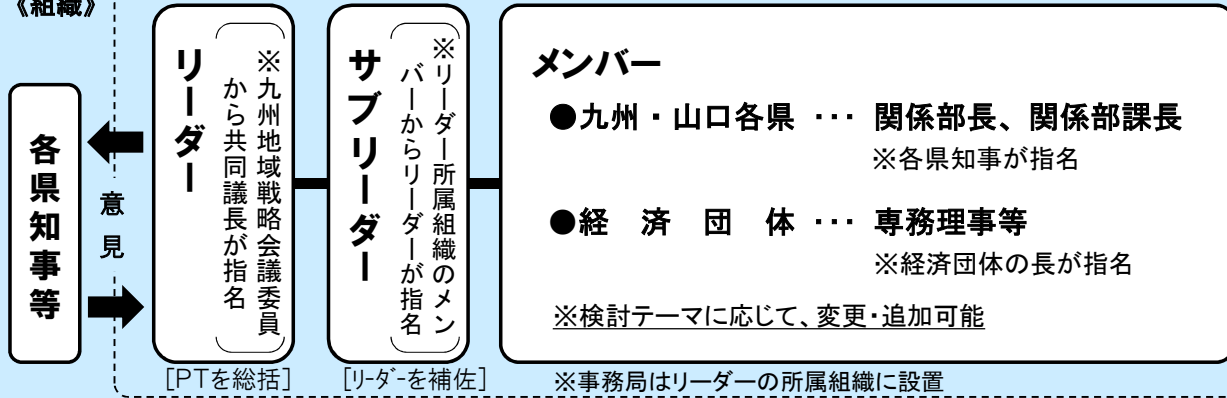 《組織》
各県知事等
意見
リーダー
※九州地域戦略会議委員
から共同議長が指名
[PTを総括]
サブリーダー
※リーダー所属組織のメン
バーからリーダーが指名
[ﾘｰﾀﾞｰを補佐]
メンバー
●九州・山口各県 ･･･ 関係部長、関係部課長
※各県知事が指名
●経 済 団 体 ･･･ 専務理事等
※経済団体の長が指名
※検討テーマに応じて、変更・追加可能
※事務局はリーダーの所属組織に設置